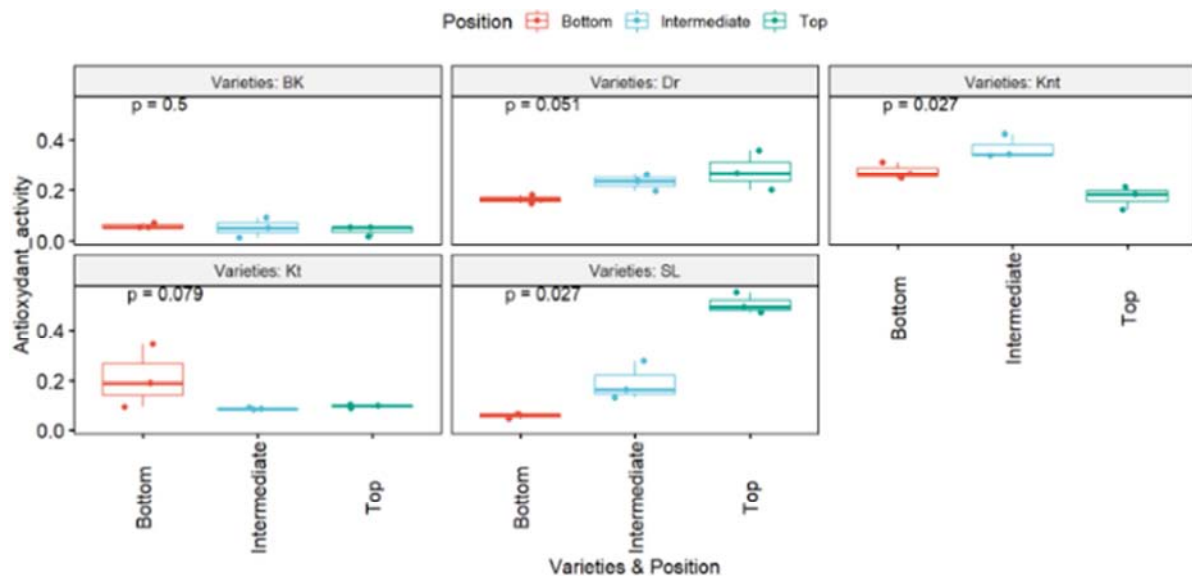 Position Bottom Intermediate Top
Varieties: BK Varieties: Dr Varieties: Knt
p = 0.5 p = 0.051 p = 0.027
0.4
0.2
0.0
Varieties: Kt Varieties: SL
p = 0.079 p = 0.027
0.4
0.2
0.0
Antioxydant_activity
Bottom Intermediate Top
Bottom Intermediate Top
Bottom Intermediate Top
Varieties & Position